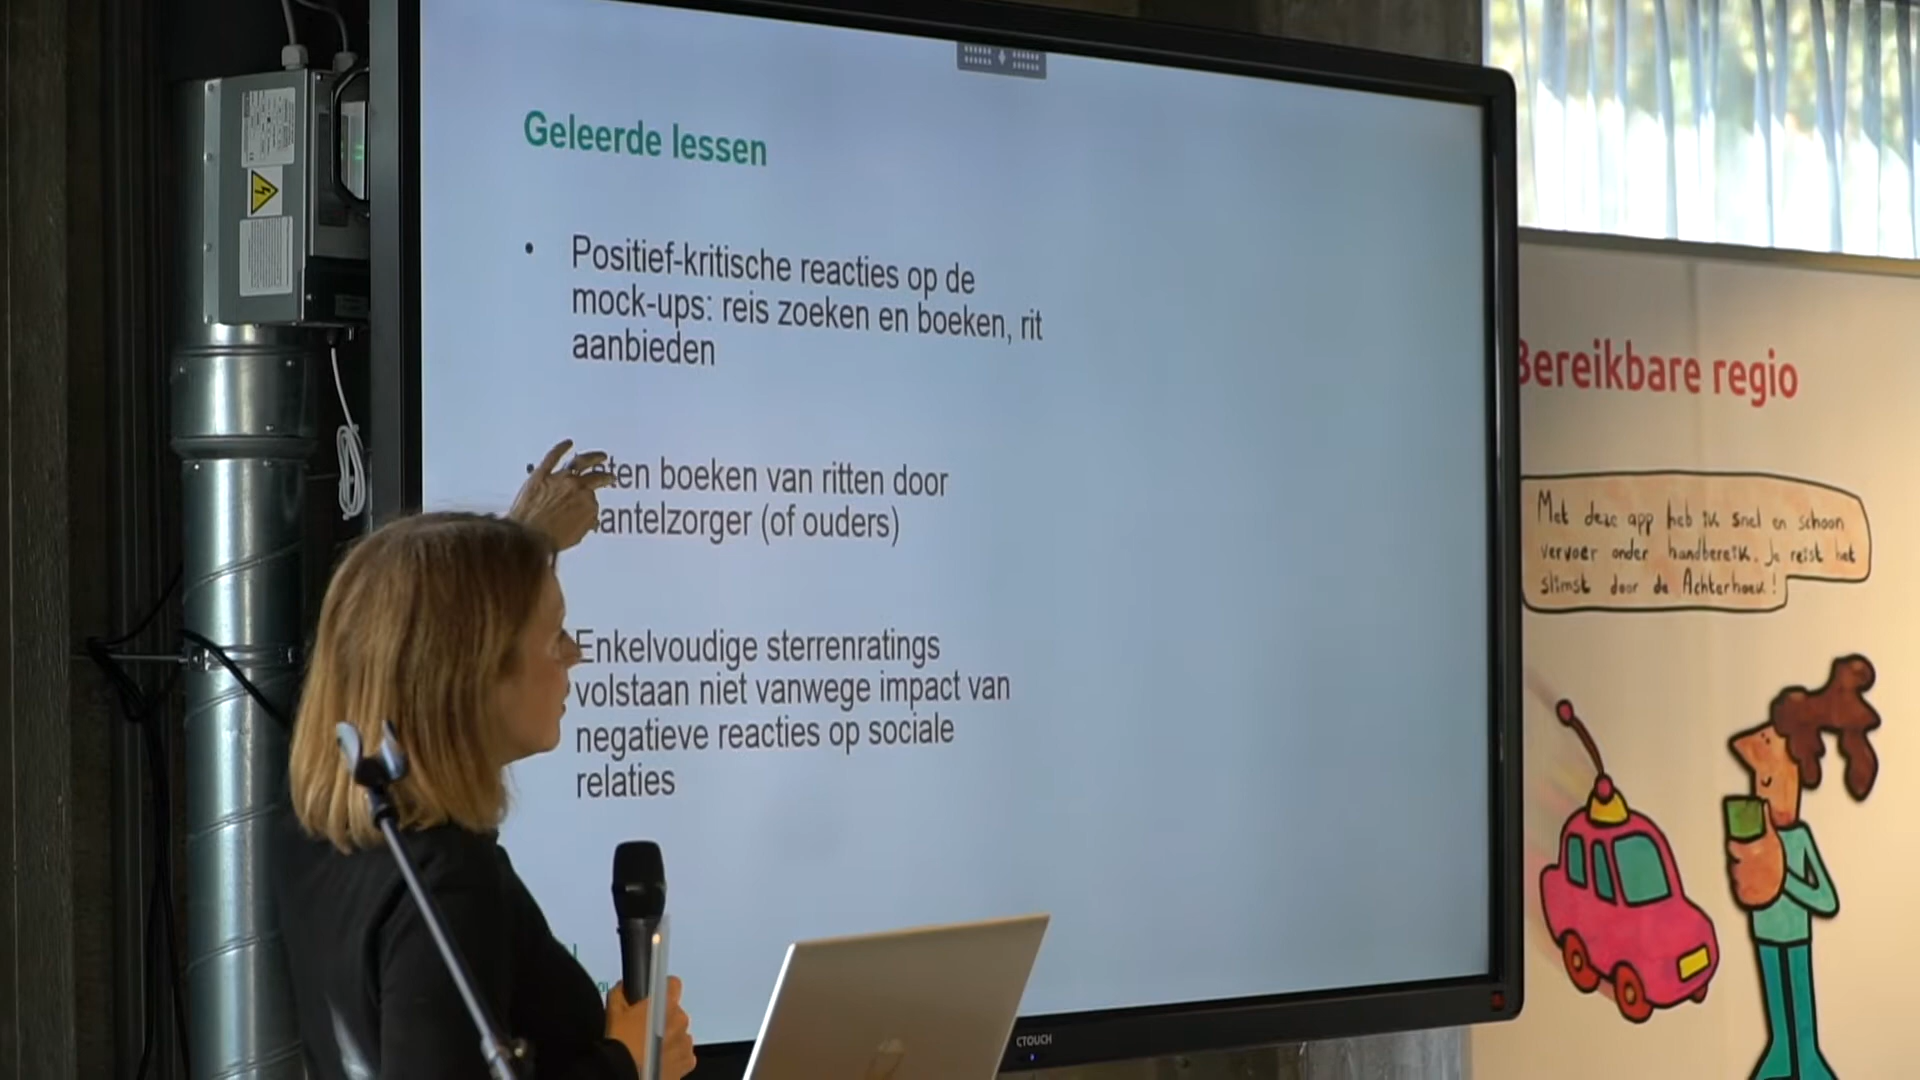 Geleerde lessen
• Positief-kritische reacties op de
mock-ups: reis zoeken en boeken, rit
aanbieden
boeken van ritten door
(of ouders)
Enkelvoudige sterrenratings
volstaan niet vanwege impact van
negatieve reacties op sociale
relaties
CTOUCH
Bereikbare regio
Met deze app heb ik snel en schoon
vervoer onder handbereik. Je reist het
slimst door de Achterhoek!